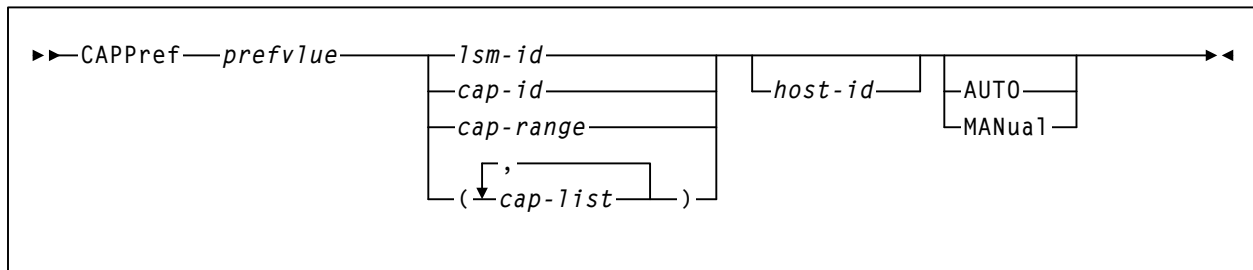 CAPPref prefvlue lsm-id
cap-id host-id AUTO
cap-range MANual
,
( cap-list )